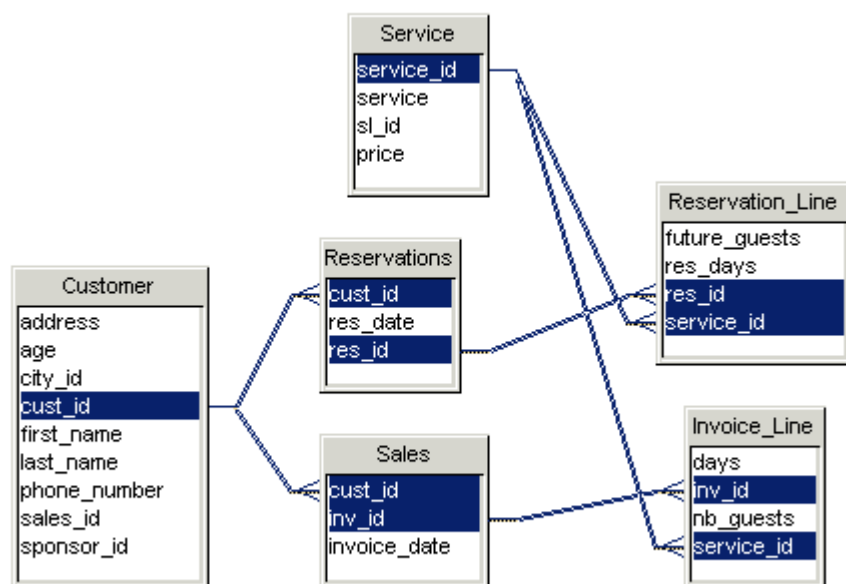 Service
service_id
service
sl_id
price
Reservation_Line
future_guests
res_days
res_id
service_id
Reservations
cust_id
res_date
res_id
Customer
address
age
city_id
cust_id
first_name
last_name
phone_number
sales_id
sponsor_id
Sales
cust_id
inv_id
invoice_date
Invoice_Line
days
inv_id
nb_guests
service_id